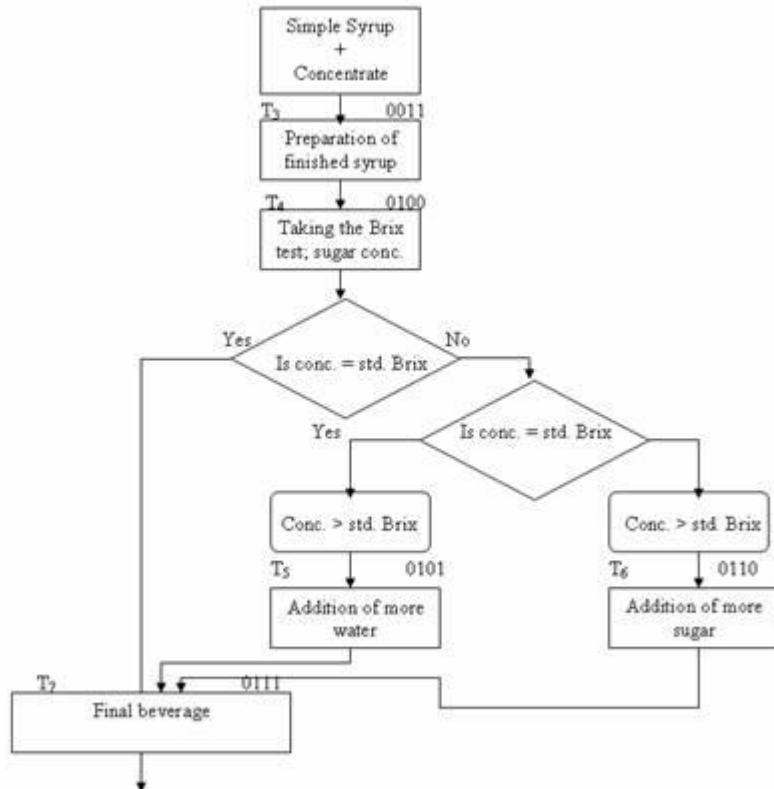 Simple Syrup
+
Concentrate
T3 0011
Preparation of
finished syrup
T4 0100
Taking the Brix
test; sugar conc.
Yes
No
Is conc. = std. Brix
Yes
Is conc. = std. Brix
Conc. > std. Brix
Conc. > std. Brix
T5 0101
T6 0110
Addition of more
water
Addition of more
sugar
T7 0111
Final beverage